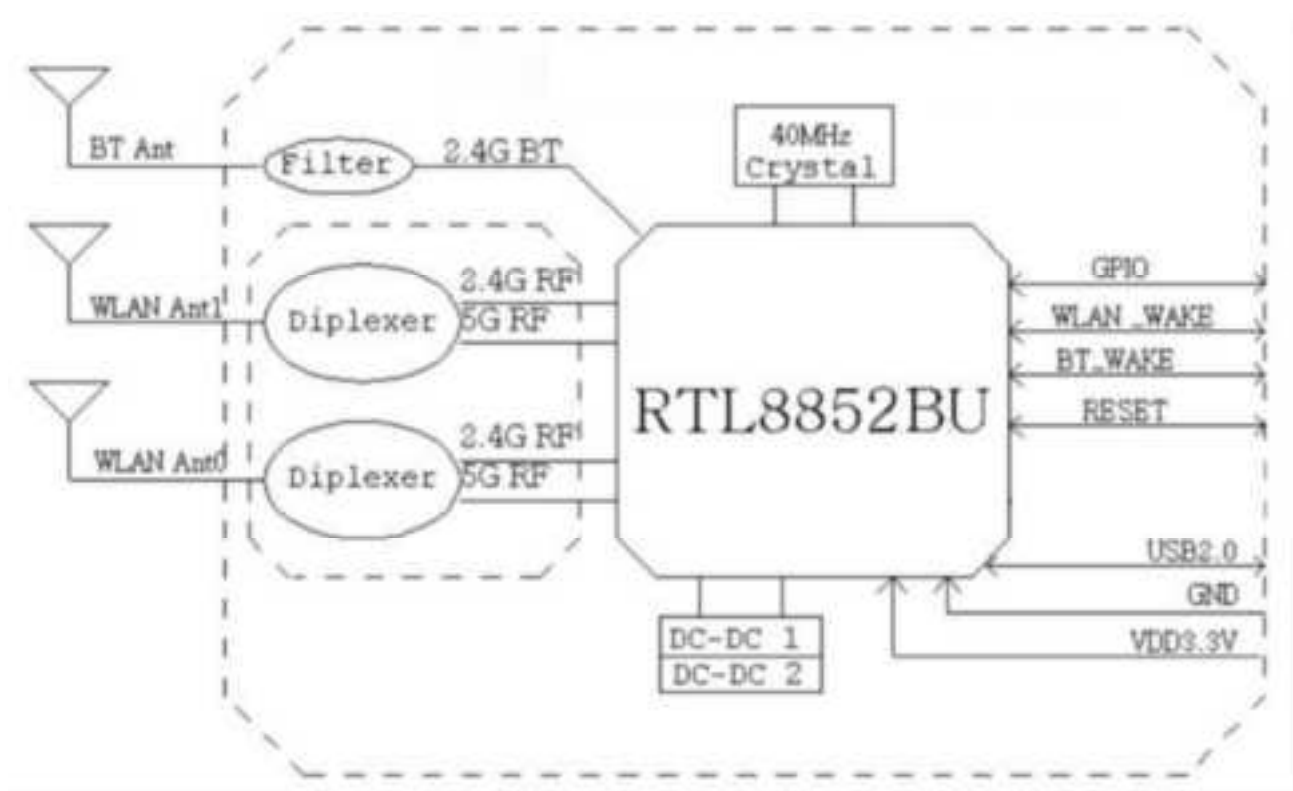 BT Ant
Filter
2.4G BT
40MHz
Crystal
WLAN Ant1
Diplexer
2.4G RF
5G RF
WLAN Ant0
Diplexer
2.4G RF
5G RF
RTL8852BU
GPIO
WLAN_WAKE
BT_WAKE
RESET
USB2.0
GND
VDD3.3V
DC-DC 1
DC-DC 2